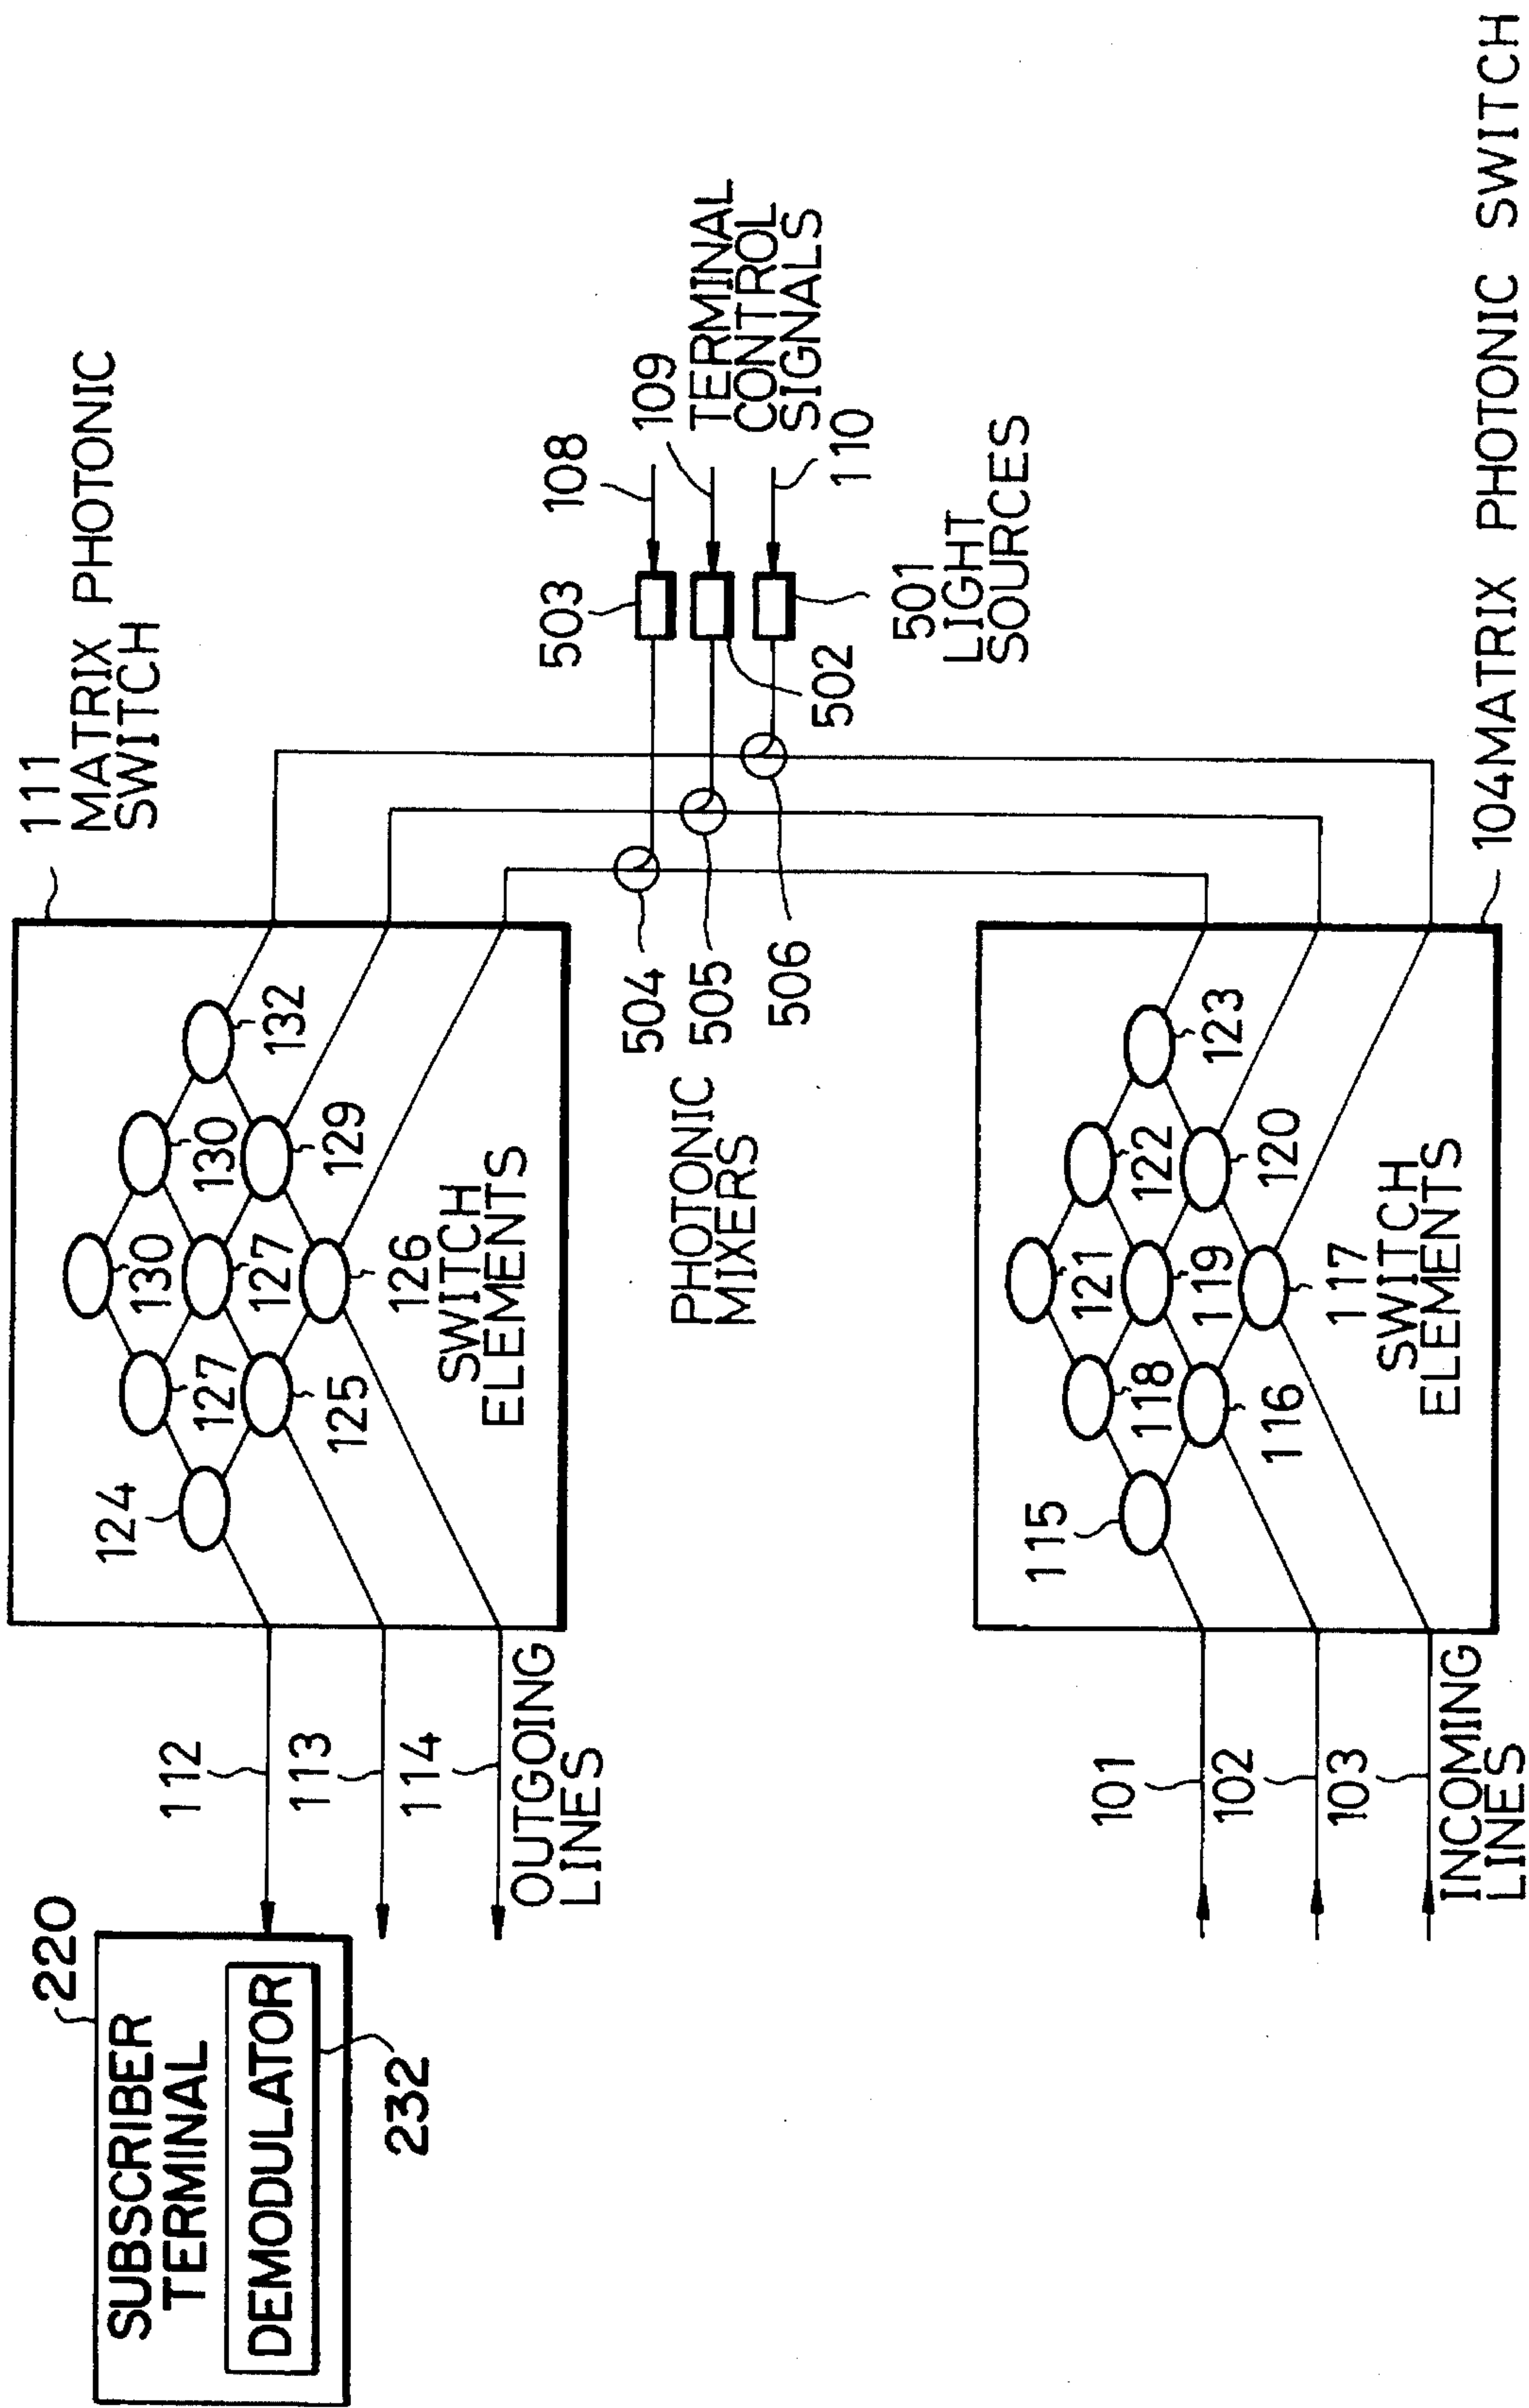 SUBSCRIBER
TERMINAL
220
DEMODULATOR
232
112
113
114
OUTGOING
LINES
111
MATRIX PHOTONIC
SWITCH
124
127
130
130
132
125
127
129
126
SWITCH
ELEMENTS
504
505
506
PHOTONIC
MIXERS
503
502
501
LIGHT
SOURCES
108
109
TERMINAL
CONTROL
SIGNALS
110
101
102
103
INCOMING
LINES
115
118
121
122
123
116
119
120
117
SWITCH
ELEMENTS
104 MATRIX PHOTONIC SWITCH